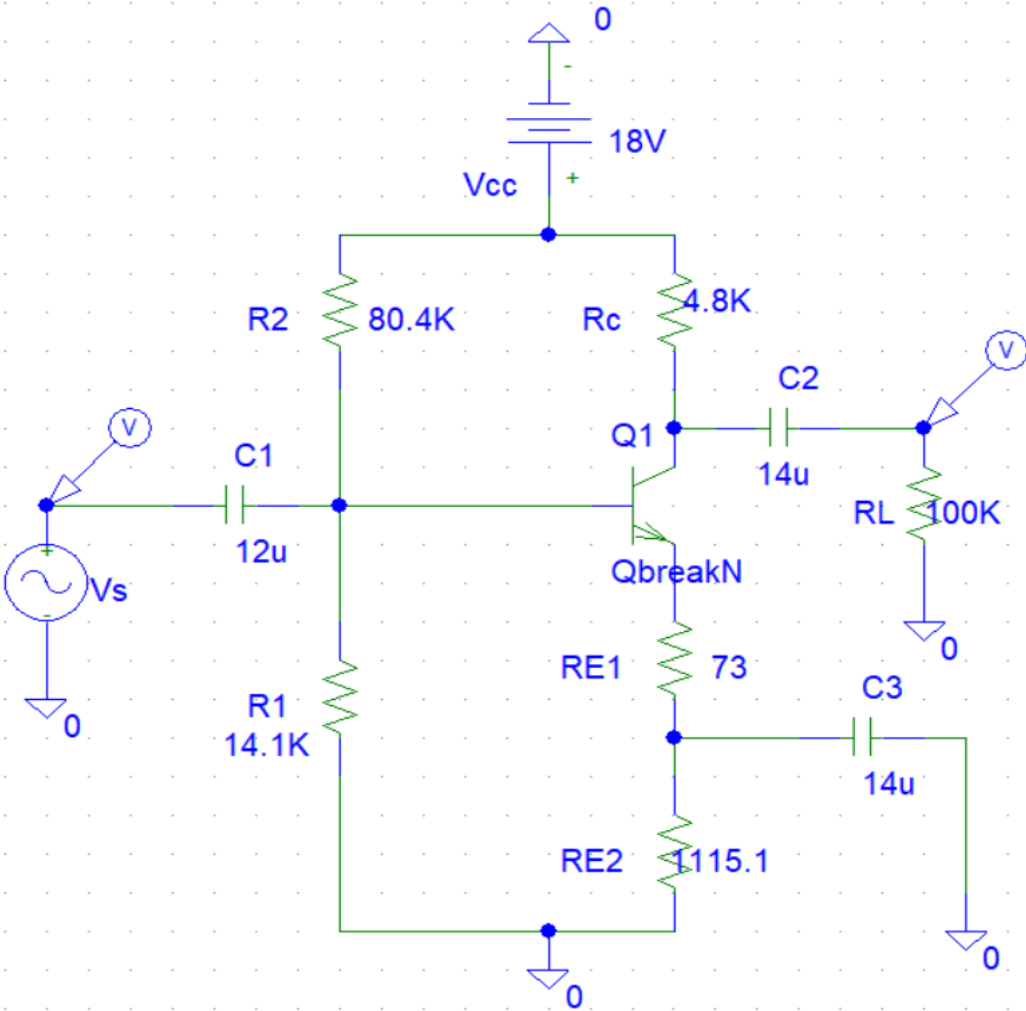 0
-
18V
Vcc
+
R2
80.4K
Rc
4.8K
V
V
C1
12u
Q1
C2
14u
RL
100K
+
Vs
-
QbreakN
0
0
R1
14.1K
RE1
73
C3
14u
RE2
1115.1
0
0